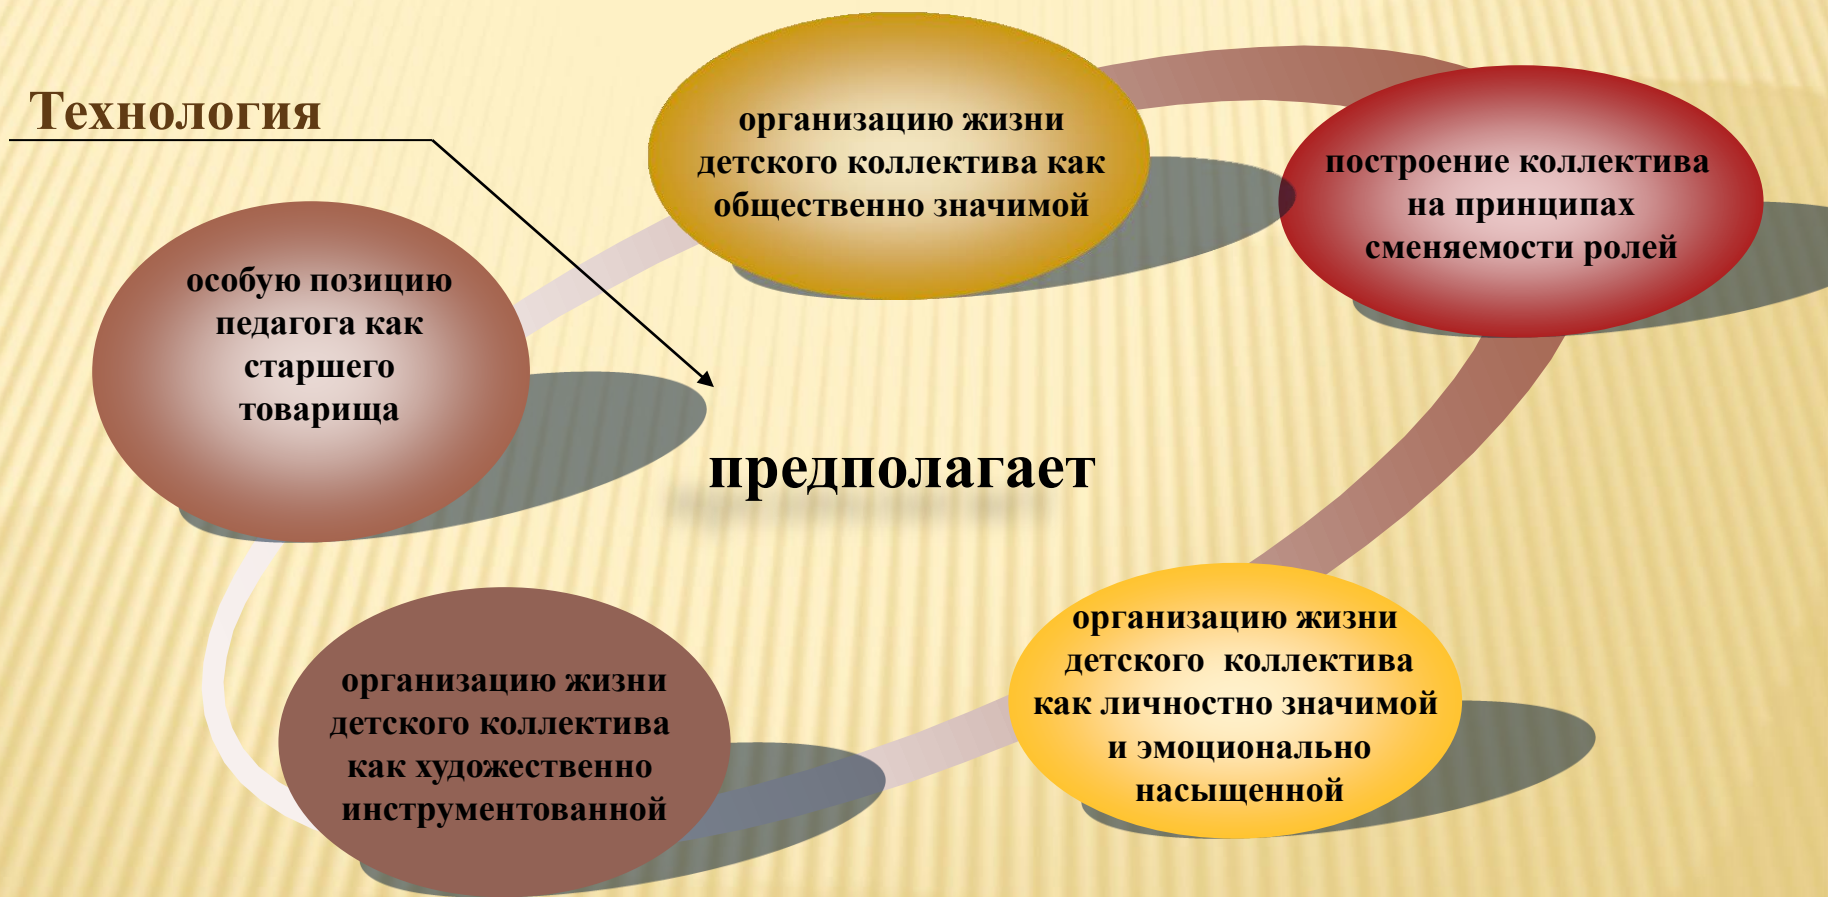 Технология
организацию жизни
детского коллектива как
общественно значимой
построение коллектива
на принципах
сменяемости ролей
особую позицию
педагога как
старшего
товарища
предполагает
организацию жизни
детского коллектива
как личностно значимой
и эмоционально
насыщенной
организацию жизни
детского коллектива
как художественно
инструментованной